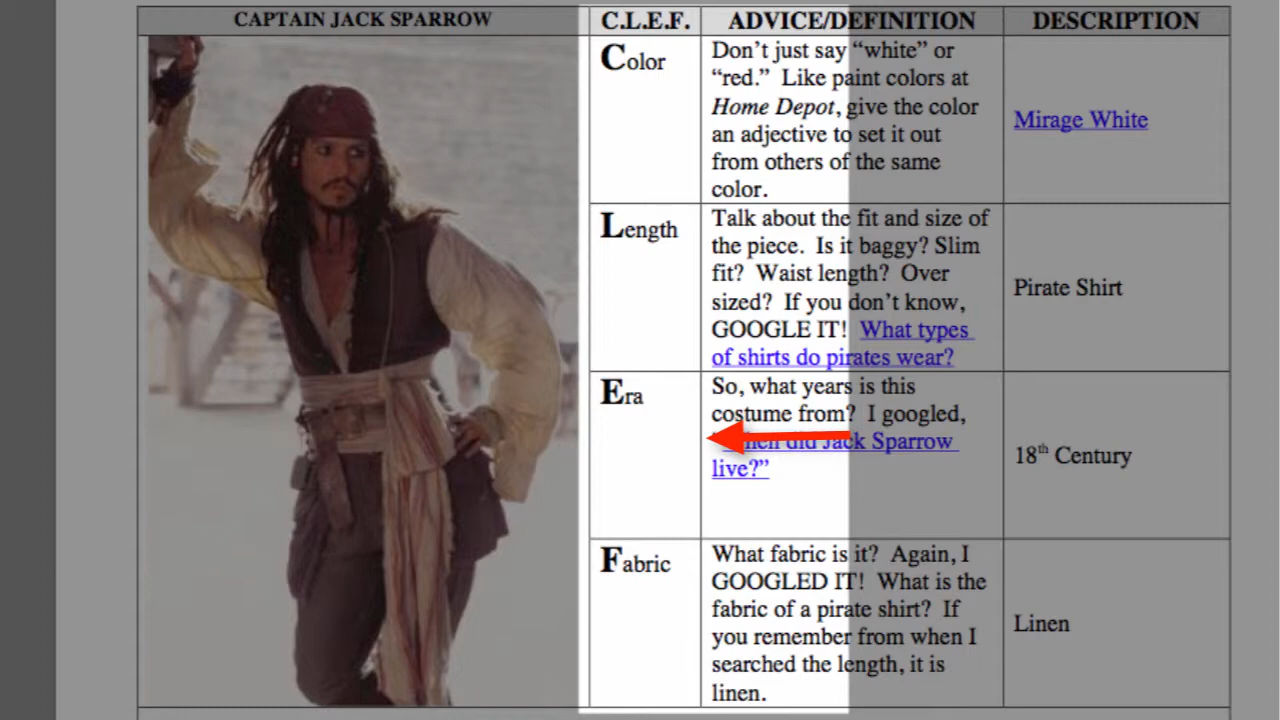 CAPTAIN JACK SPARROW
C.L.E.F.
ADVICE/DEFINITION
DESCRIPTION
Color
Don’t just say “white” or
“red.” Like paint colors at
Home Depot, give the color
an adjective to set it out
from others of the same
color.
Mirage White
Length
Talk about the fit and size of
the piece. Is it baggy? Slim
fit? Waist length? Over
sized? If you don’t know,
GOOGLE IT! What types
of shirts do pirates wear?
Pirate Shirt
Era
So, what years is this
costume from? I googled,
did Jack Sparrow
live?”
18th Century
Fabric
What fabric is it? Again, I
GOOGLED IT! What is the
fabric of a pirate shirt? If
you remember from when I
searched the length, it is
linen.
Linen